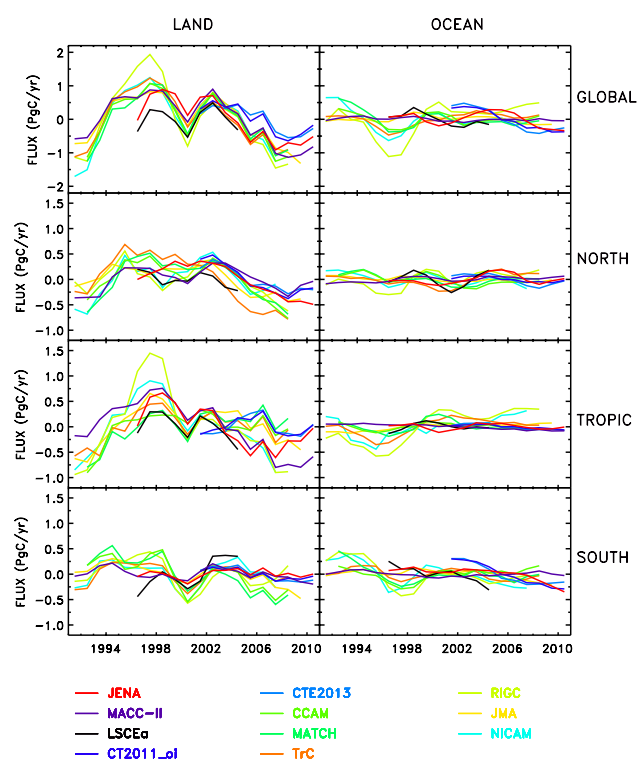 LAND OCEAN
FLUX (PgC/yr) 2 1 0 -1 -2 GLOBAL
FLUX (PgC/yr) 1.5 1.0 0.5 0.0 -0.5 -1.0 NORTH
FLUX (PgC/yr) 1.5 1.0 0.5 0.0 -0.5 -1.0 TROPIC
FLUX (PgC/yr) 1.5 1.0 0.5 0.0 -0.5 -1.0 SOUTH
1994 1998 2002 2006 2010 1994 1998 2002 2006 2010
JENA CTE2013 RIGC
MACC-II CCAM JMA
LSCEa MATCH NICAM
CT2011_oi TrC